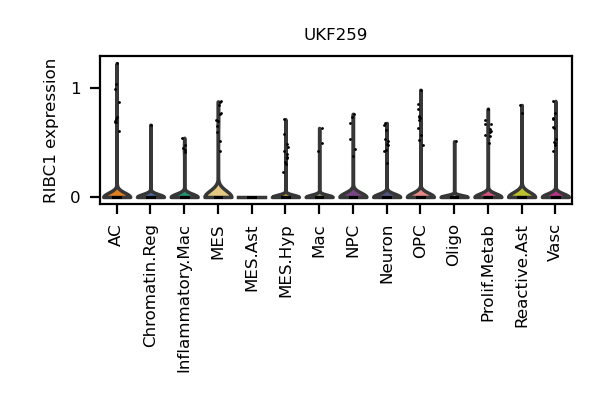 UKF259
RIBC1 expression
1
0
AC
Chromatin.Reg
Inflammatory.Mac
MES
MES.Ast
MES.Hyp
Mac
NPC
Neuron
OPC
Oligo
Prolif.Metab
Reactive.Ast
Vasc